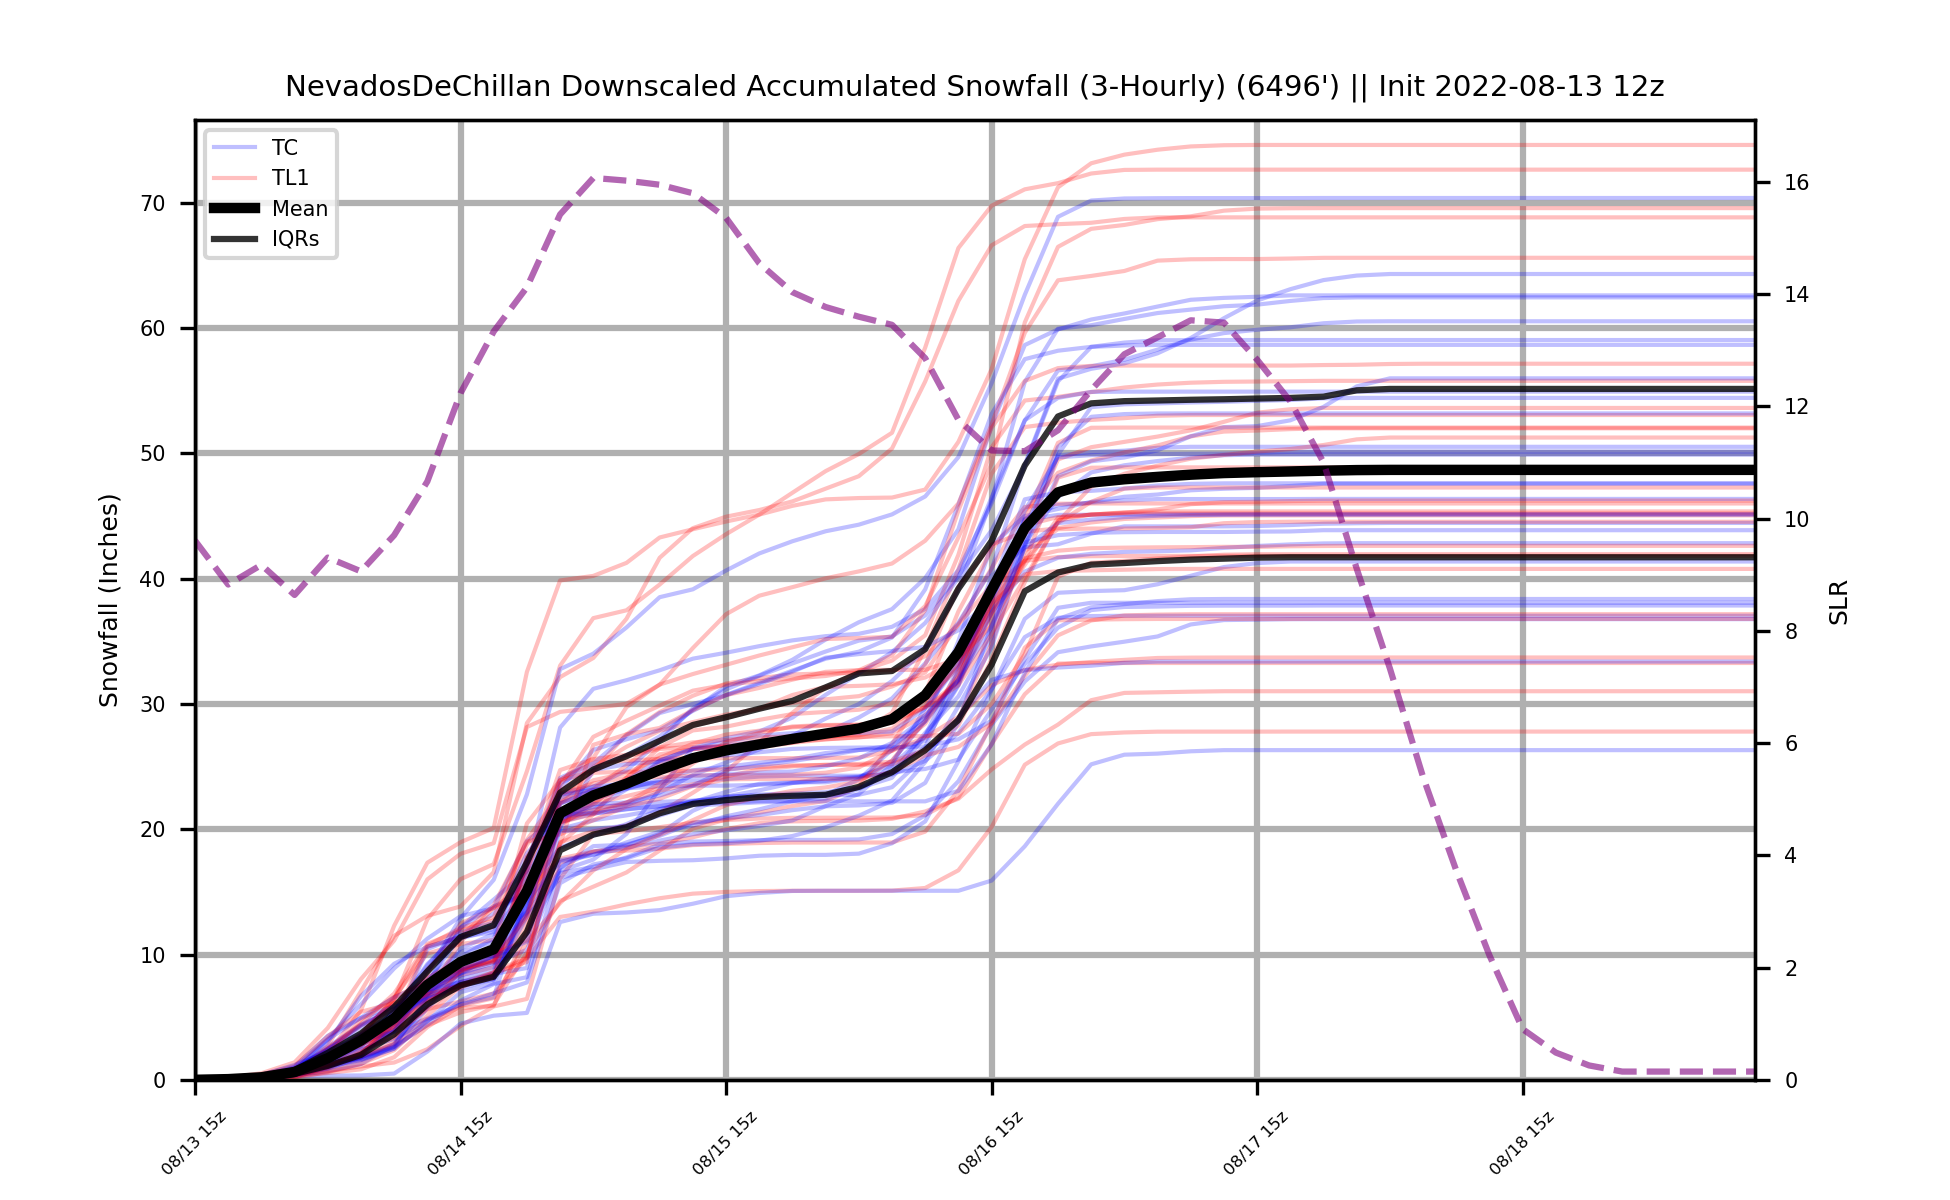 NevadosDeChillan Downscaled Accumulated Snowfall (3-Hourly) (6496') || Init 2022-08-13 12z
TC
TL1
Mean
IQRs
Snowfall (Inches)
70
60
50
40
30
20
10
0
16
14
12
10
8
6
4
2
0
SLR
08/13 15z
08/14 15z
08/15 15z
08/16 15z
08/17 15z
08/18 15z